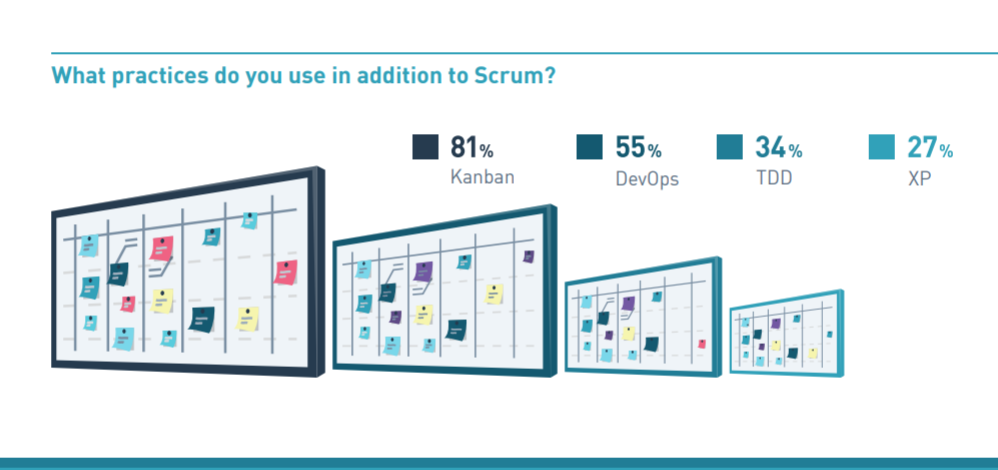 What practices do you use in addition to Scrum?
81% 55% 34% 27%
Kanban DevOps TDD XP